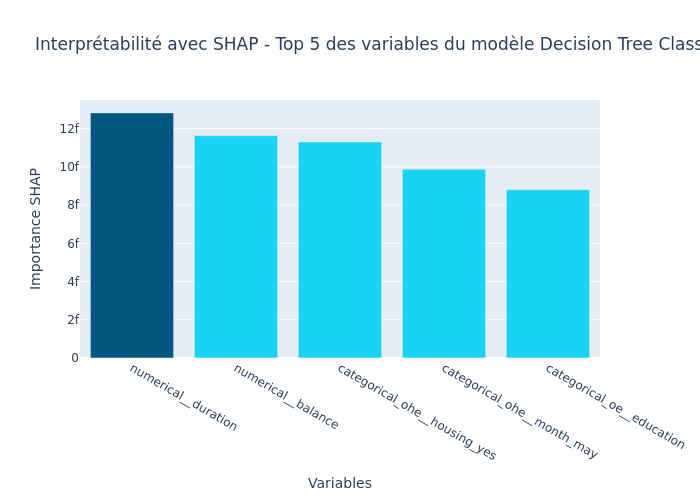 Interprétabilité avec SHAP - Top 5 des variables du modèle Decision Tree Class
Importance SHAP
12f
10f
8f
6f
4f
2f
0
numerical__duration
numerical__balance
categorical_ohe__housing_yes
categorical_ohe__month_may
categorical_oe__education
Variables